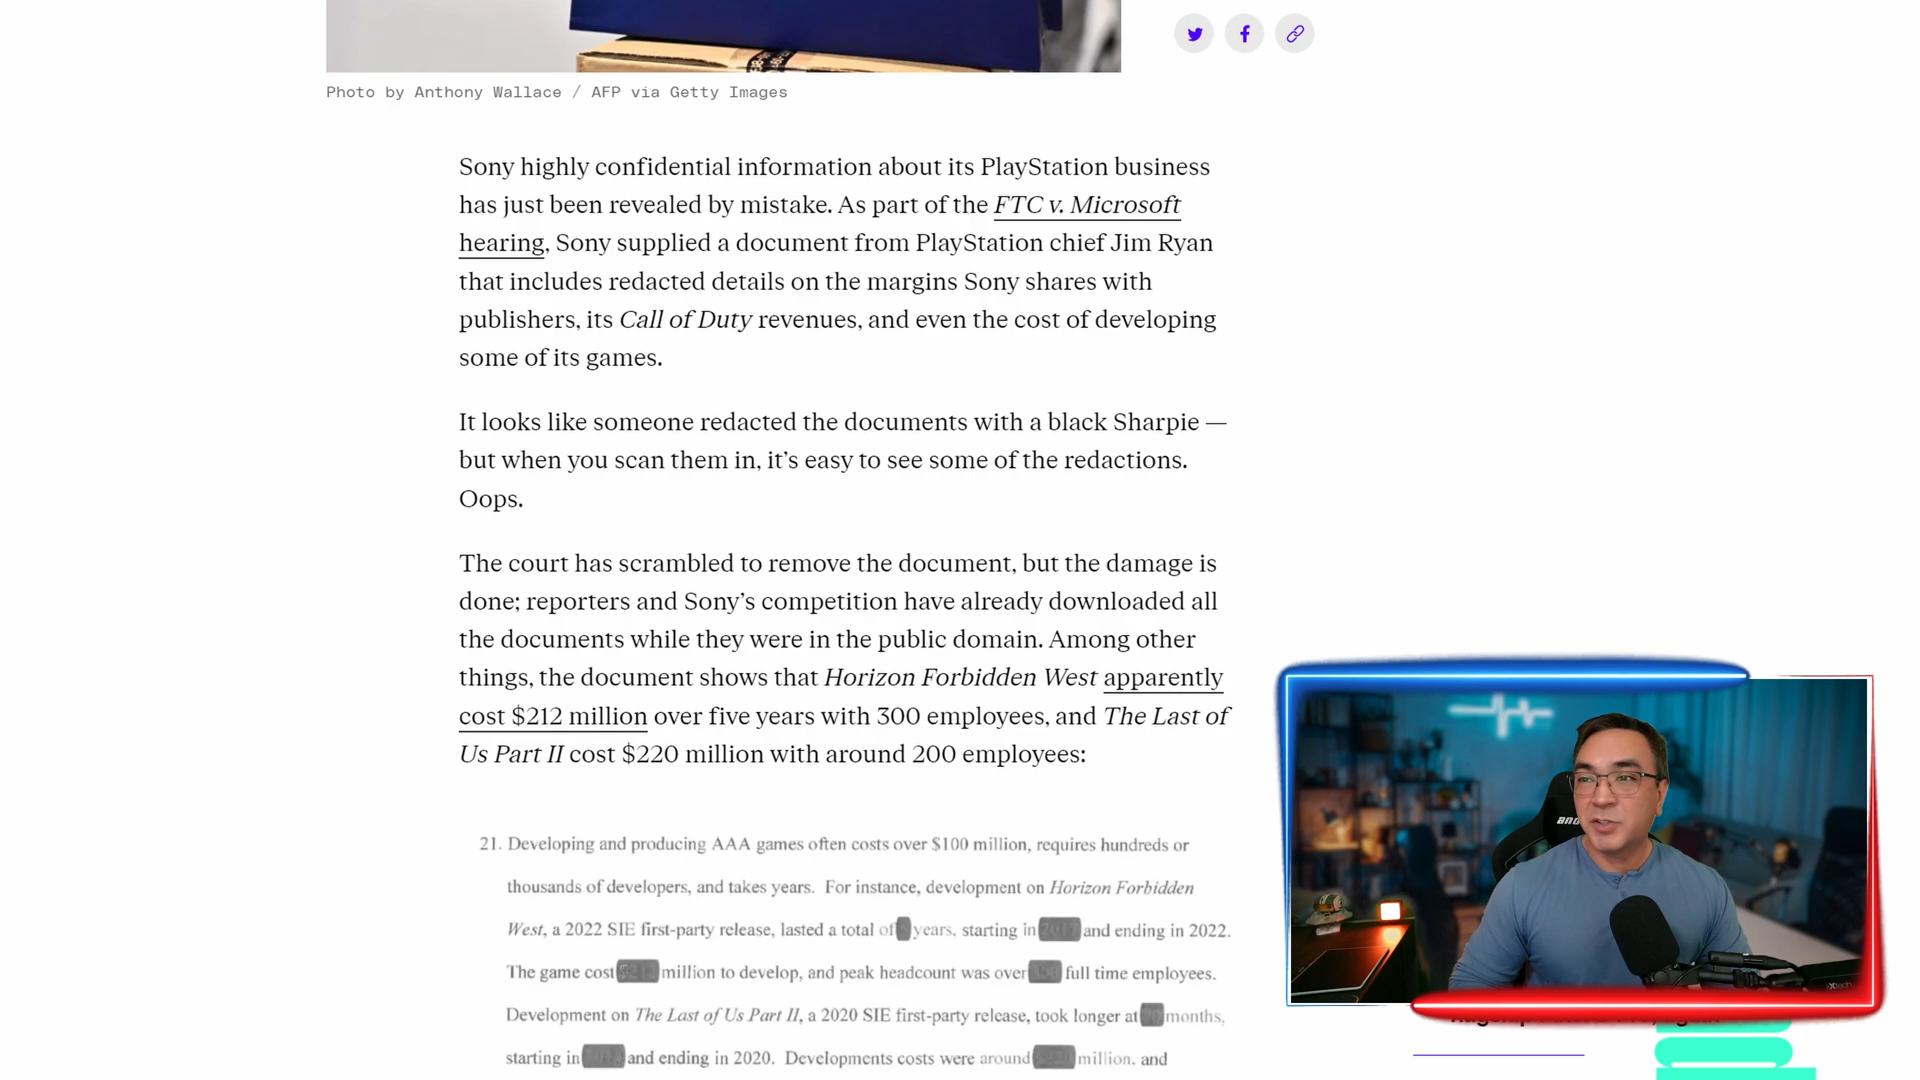 Photo by Anthony Wallace / AFP via Getty Images
Sony highly confidential information about its PlayStation business
has just been revealed by mistake. As part of the FTC v. Microsoft
hearing, Sony supplied a document from PlayStation chief Jim Ryan
that includes redacted details on the margins Sony shares with
publishers, its Call of Duty revenues, and even the cost of developing
some of its games.
It looks like someone redacted the documents with a black Sharpie —
but when you scan them in, it’s easy to see some of the redactions.
Oops.
The court has scrambled to remove the document, but the damage is
done; reporters and Sony’s competition have already downloaded all
the documents while they were in the public domain. Among other
things, the document shows that Horizon Forbidden West apparently
cost $212 million over five years with 300 employees, and The Last of
Us Part II cost $220 million with around 200 employees:
21. Developing and producing AAA games often costs over $100 million, requires hundreds or
thousands of developers, and takes years. For instance, development on Horizon Forbidden
West, a 2022 SIE first-party release, lasted a total of years, starting in and ending in 2022.
The game cost million to develop, and peak headcount was over full time employees.
Development on The Last of Us Part II, a 2020 SIE first-party release, took longer at months,
starting in and ending in 2020. Developments costs were around million, and